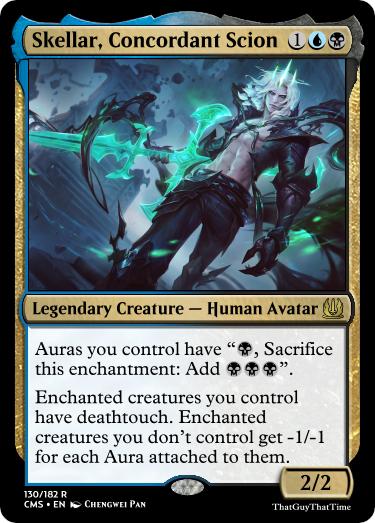 Skellar, Concordant Scion 1
Legendary Creature — Human Avatar
Auras you control have “, Sacrifice
this enchantment: Add ”.
Enchanted creatures you control
have deathtouch. Enchanted
creatures you don’t control get -1/-1
for each Aura attached to them.
2/2
130/182 R
CMS • EN Chengwei Pan
ThatGuyThatTime